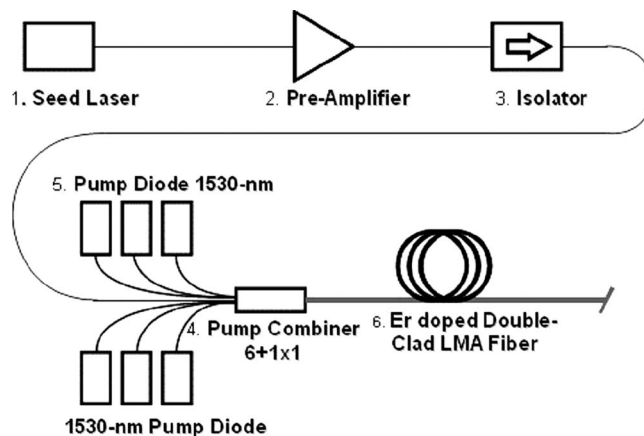 1. Seed Laser
2. Pre-Amplifier
3. Isolator
5. Pump Diode 1530-nm
4. Pump Combiner
6+1x1
6. Er doped Double-
Clad LMA Fiber
1530-nm Pump Diode